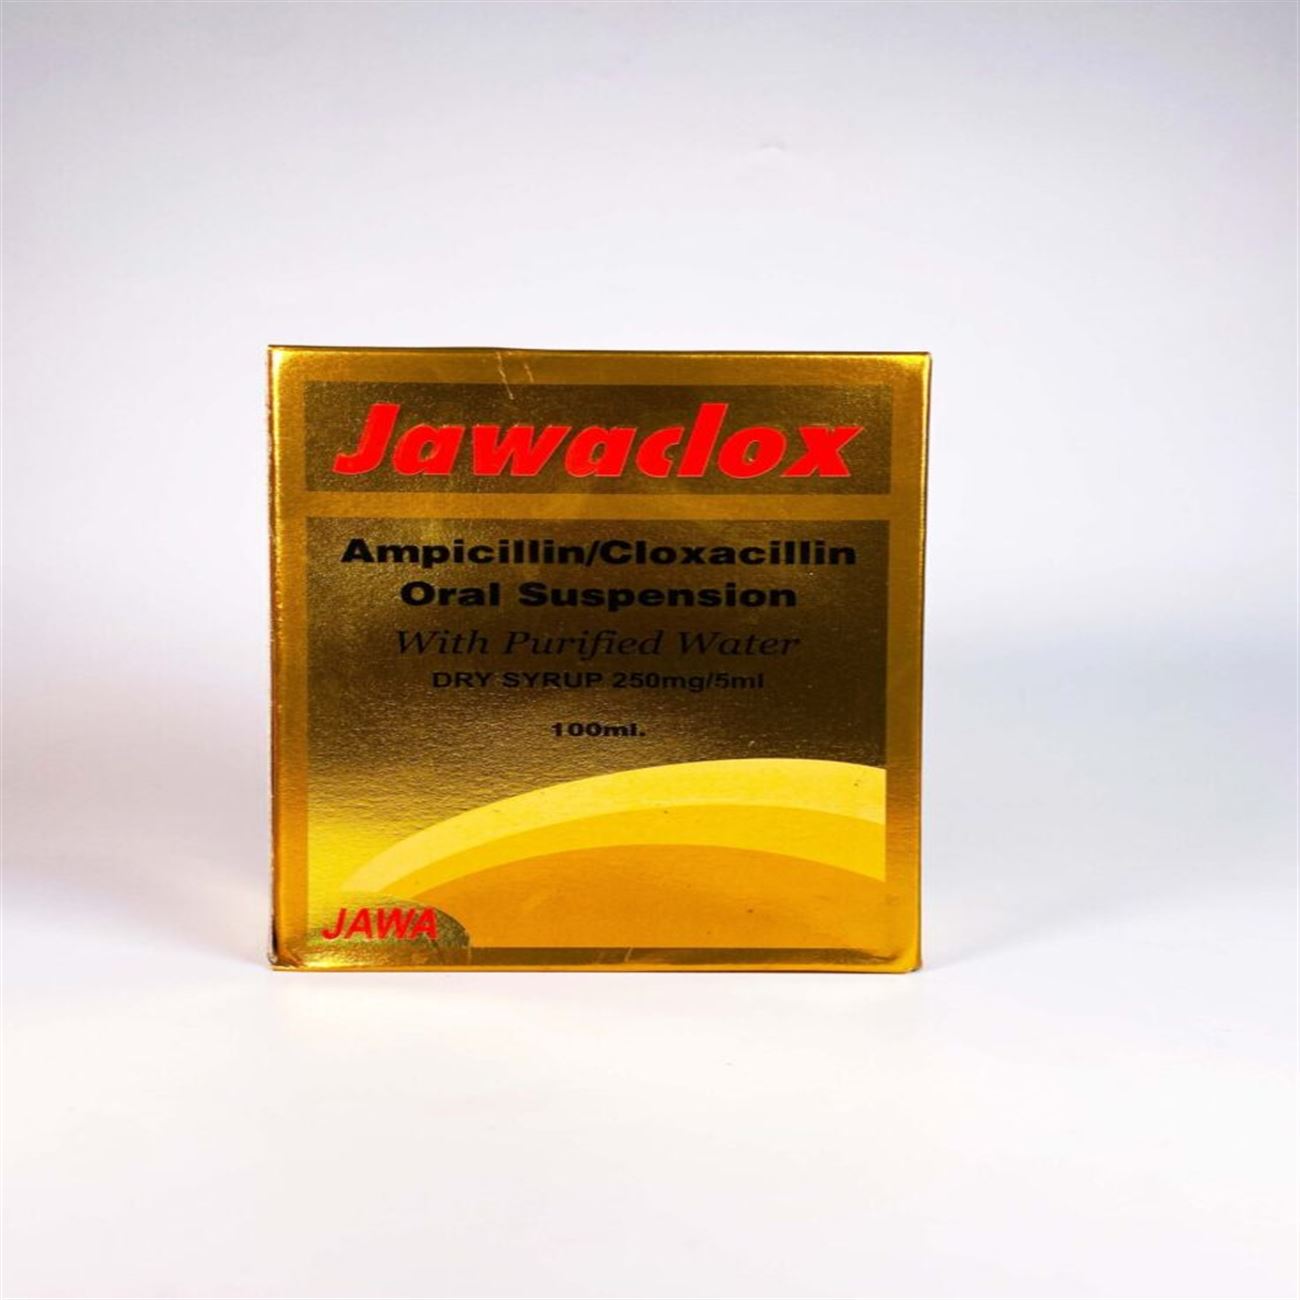 Jawaclox
Ampicillin/Cloxacillin
Oral Suspension
With Purified Water
DRY SYRUP 250mg/5ml
100ml.
JAWA